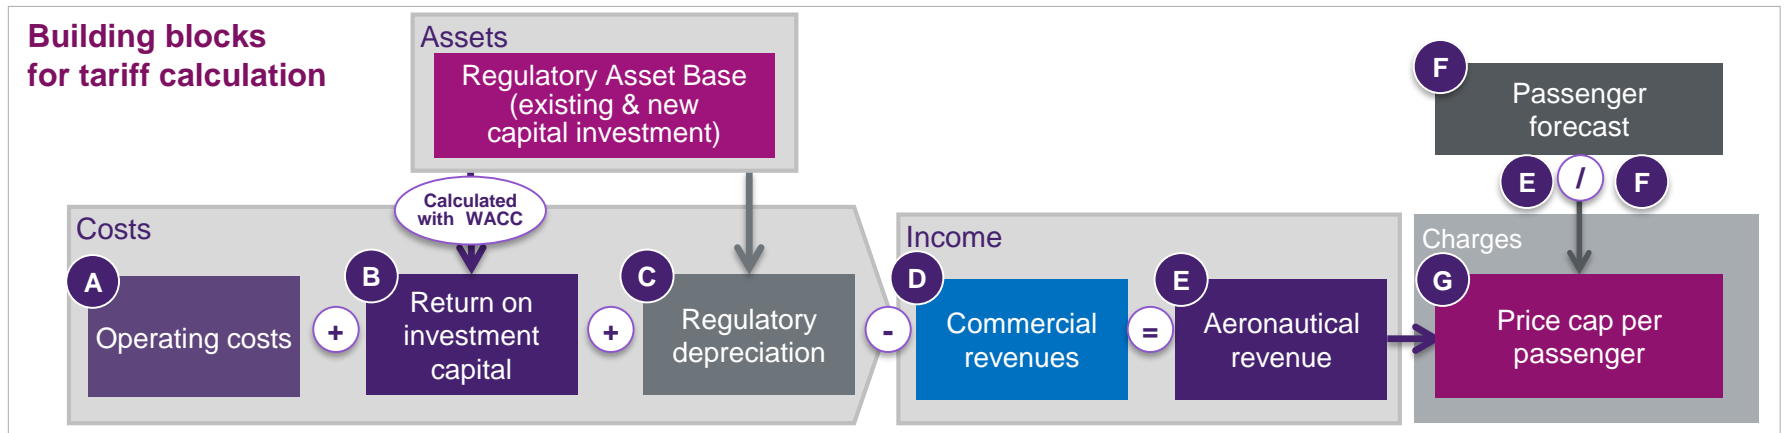 Building blocks
for tariff calculation
Assets
Regulatory Asset Base
(existing & new
capital investment)
F
Passenger
forecast
E
/
F
Calculated
with WACC
Costs
A
Operating costs
+
B
Return on
investment
capital
+
C
Regulatory
depreciation
-
Income
D
Commercial
revenues
=
E
Aeronautical
revenue
Charges
G
Price cap per
passenger